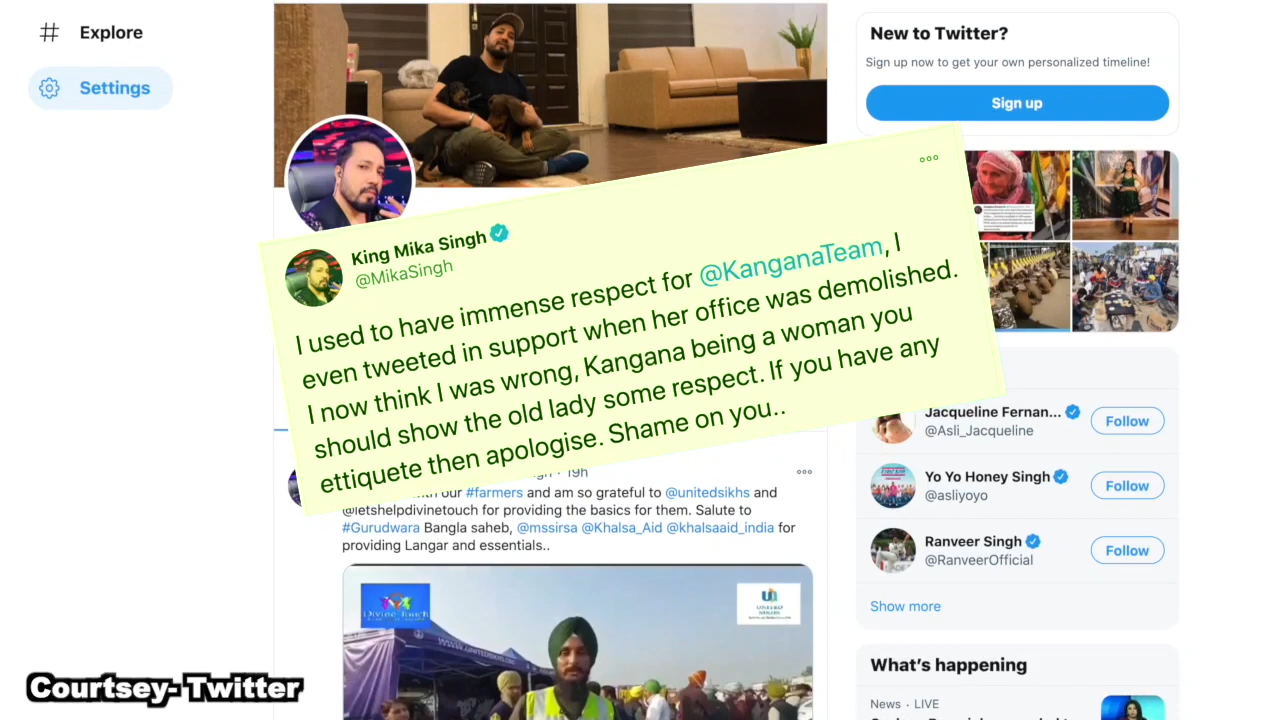 Explore
Settings
New to Twitter?
Sign up now to get your own personalized timeline!
Sign up
King Mika Singh
@MikaSingh
I used to have immense respect for @KanganaTeam, I
even tweeted in support when her office was demolished.
I now think I was wrong, Kangana being a woman you
should show the old lady some respect. If you have any
ettiquete then apologise. Shame on you..
19h
our #farmers and am so grateful to @unitedsikhs and
@letshelpdivinetouch for providing the basics for them. Salute to
#Gurudwara Bangla saheb, @mssirsa @Khalsa_Aid @khalsaaid_india for
providing Langar and essentials..
Divine Touch
Jacqueline Fernan...
@Asli_Jacqueline
Follow
Yo Yo Honey Singh
@asliyoyo
Follow
Ranveer Singh
@RanveerOfficial
Follow
Show more
What's happening
News · LIVE
Courtsey- Twitter